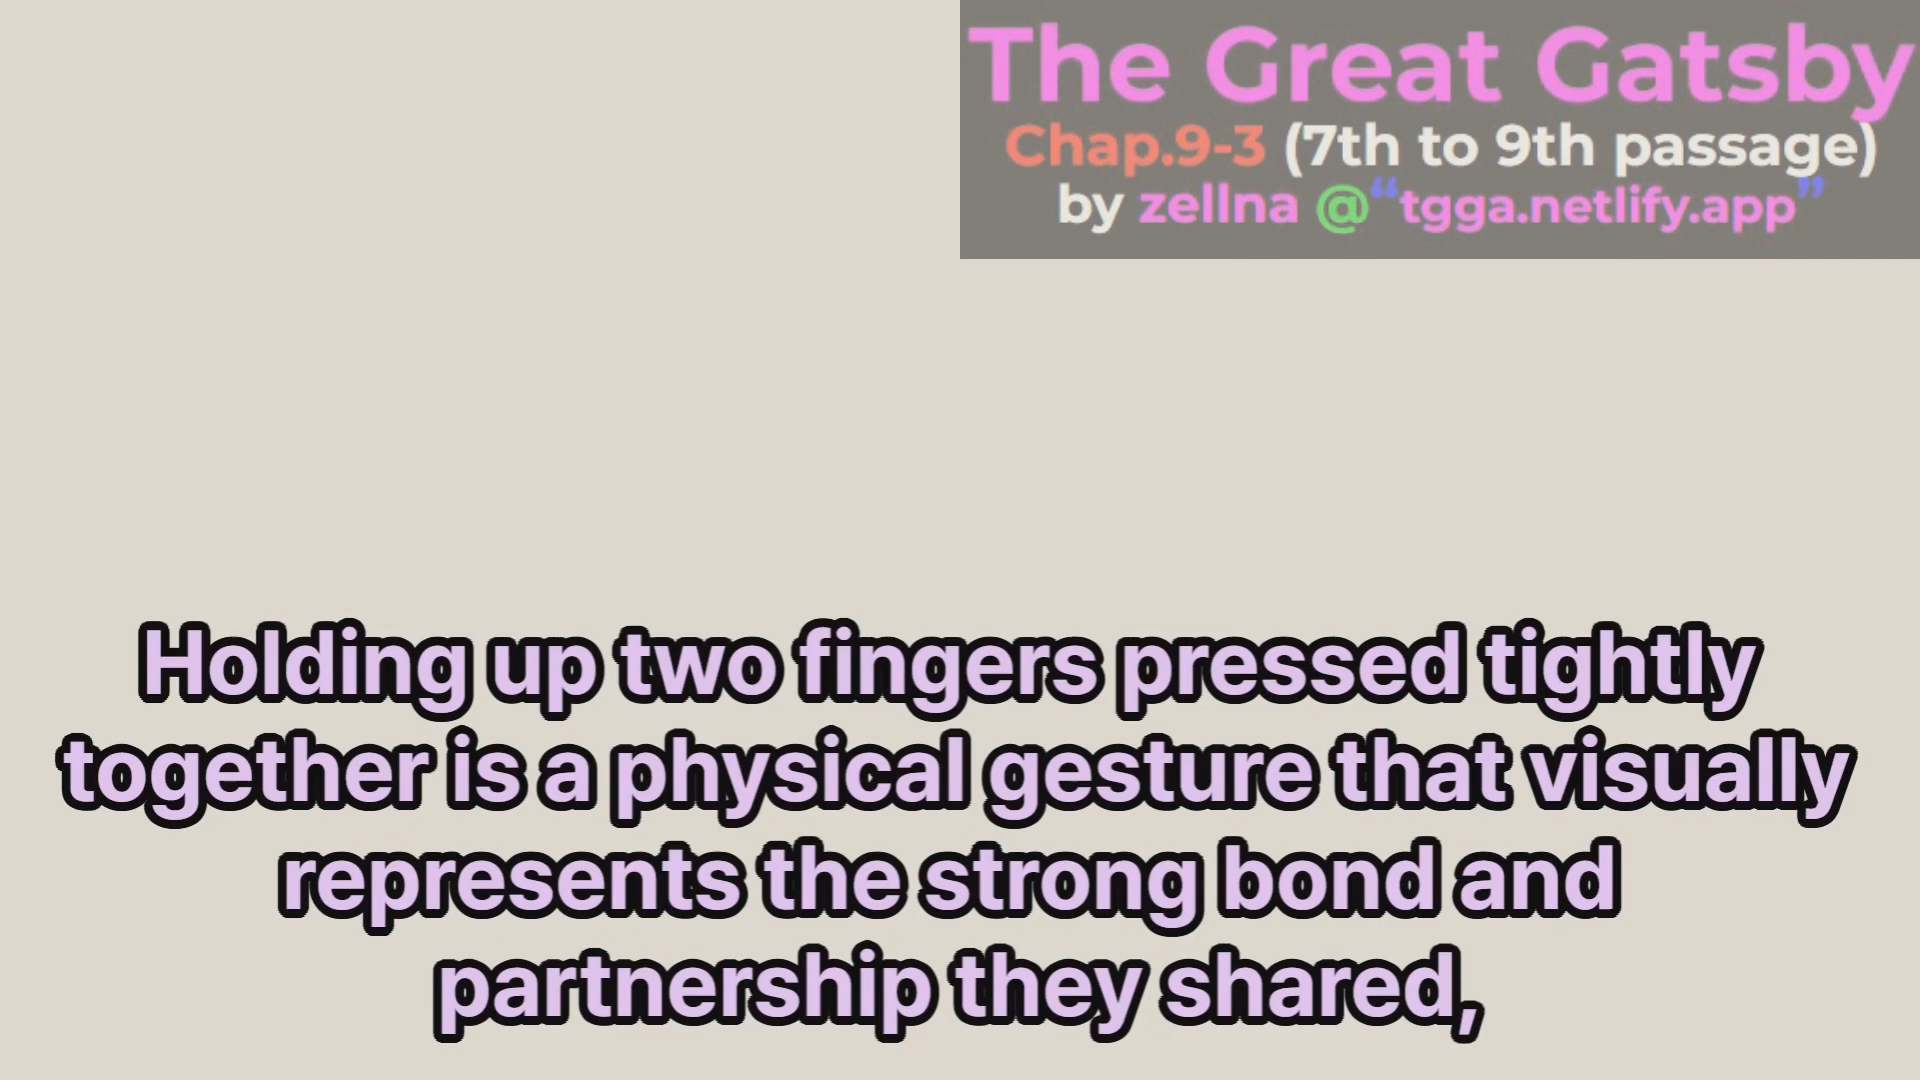 The Great Gatsby
Chap.9-3 (7th to 9th passage)
by zellna @“tgga.netlify.app”
Holding up two fingers pressed tightly
together is a physical gesture that visually
represents the strong bond and
partnership they shared,